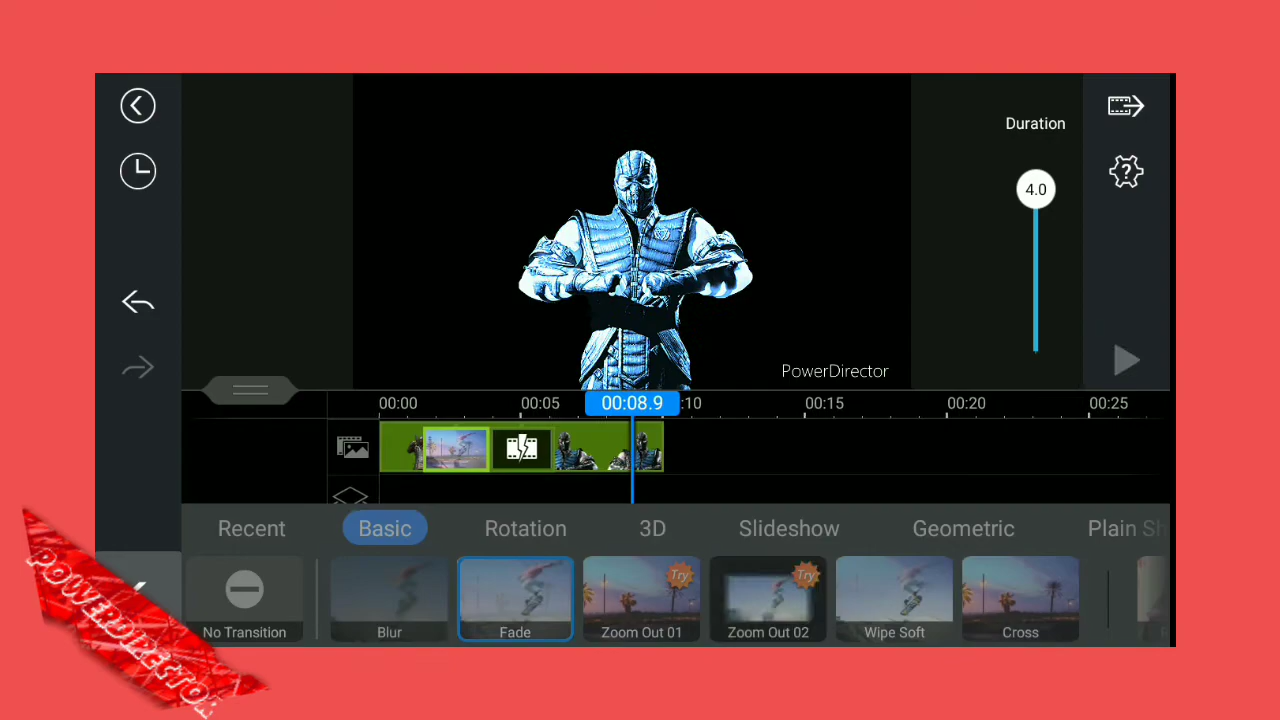 Duration
4.0
PowerDirector
00:00
00:05
00:08.9
:10
00:15
00:20
00:25
Recent
Basic
Rotation
3D
Slideshow
Geometric
Plain Sh
Try
Try
No Transition
Blur
Fade
Zoom Out 01
Zoom Out 02
Wipe Soft
Cross